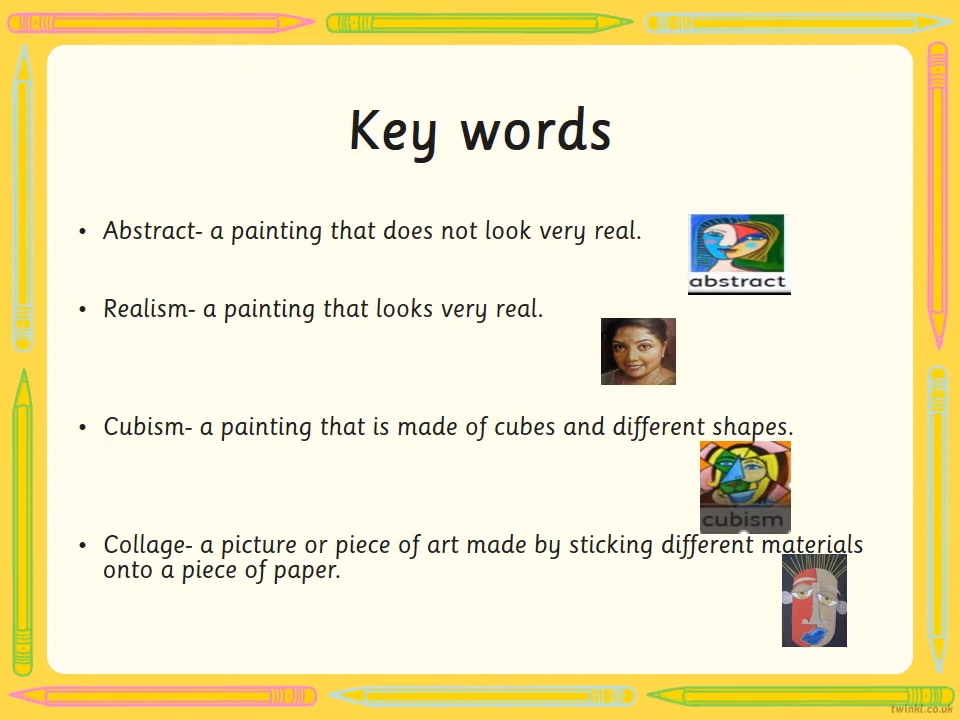 Key words
• Abstract- a painting that does not look very real.
abstract
• Realism- a painting that looks very real.
• Cubism- a painting that is made of cubes and different shapes.
cubism
• Collage- a picture or piece of art made by sticking different materials
onto a piece of paper.
twinkl.co.uk